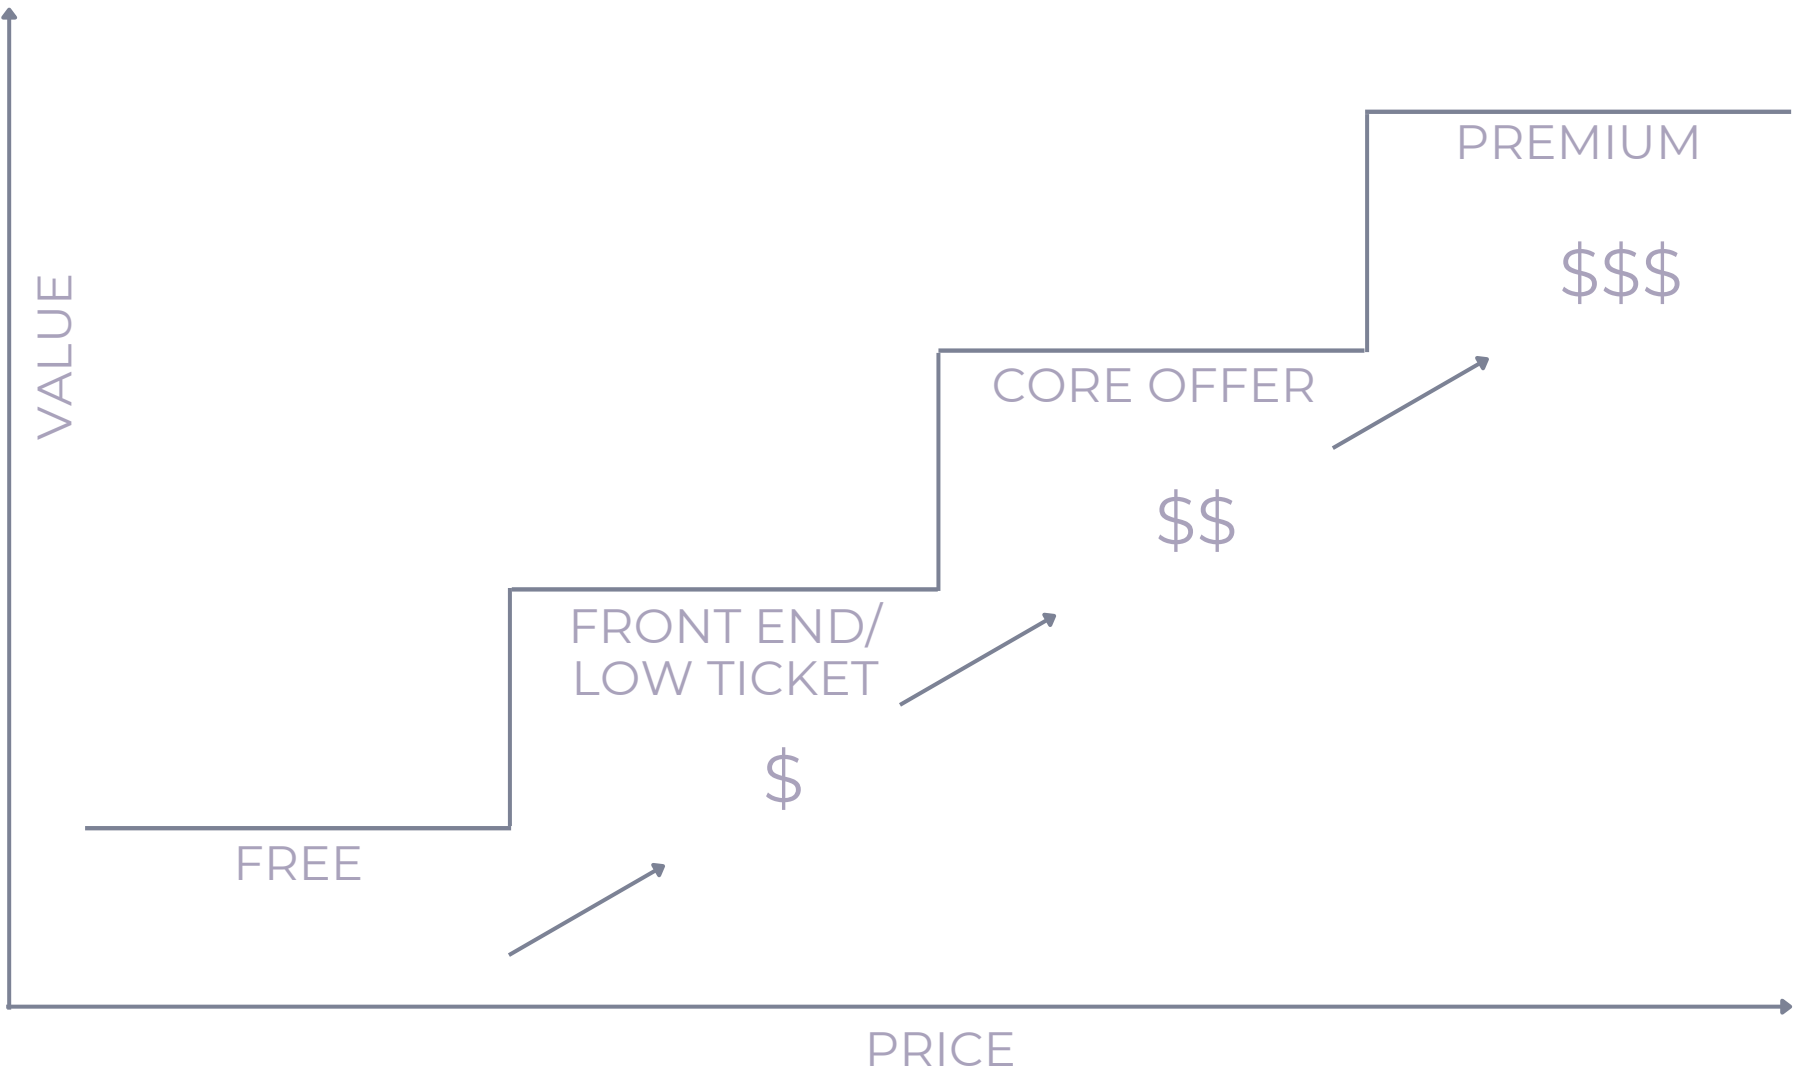 PREMIUM
$$$
VALUE
CORE OFFER
$$
FRONT END/
LOW TICKET
$
FREE
PRICE